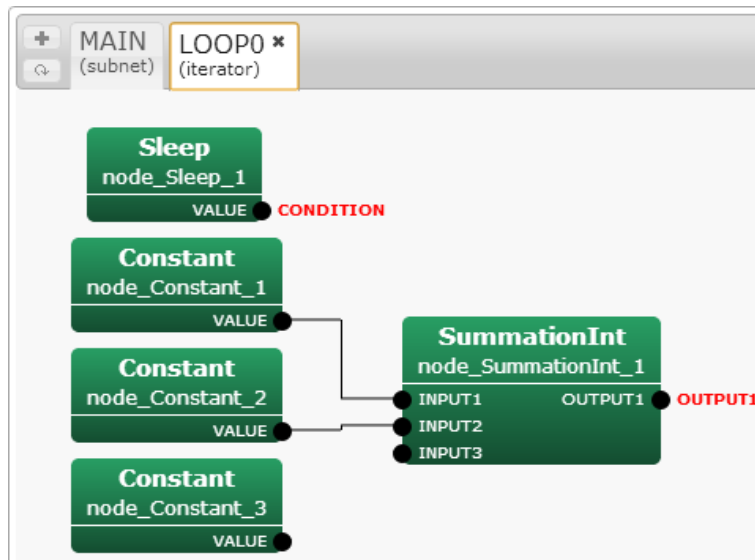 MAIN
(subnet)
LOOP0 ✖
(iterator)
Sleep
node_Sleep_1
VALUE CONDITION
Constant
node_Constant_1
VALUE
Constant
node_Constant_2
VALUE
Constant
node_Constant_3
VALUE
SummationInt
node_SummationInt_1
INPUT1 OUTPUT1 OUTPUT1
INPUT2
INPUT3